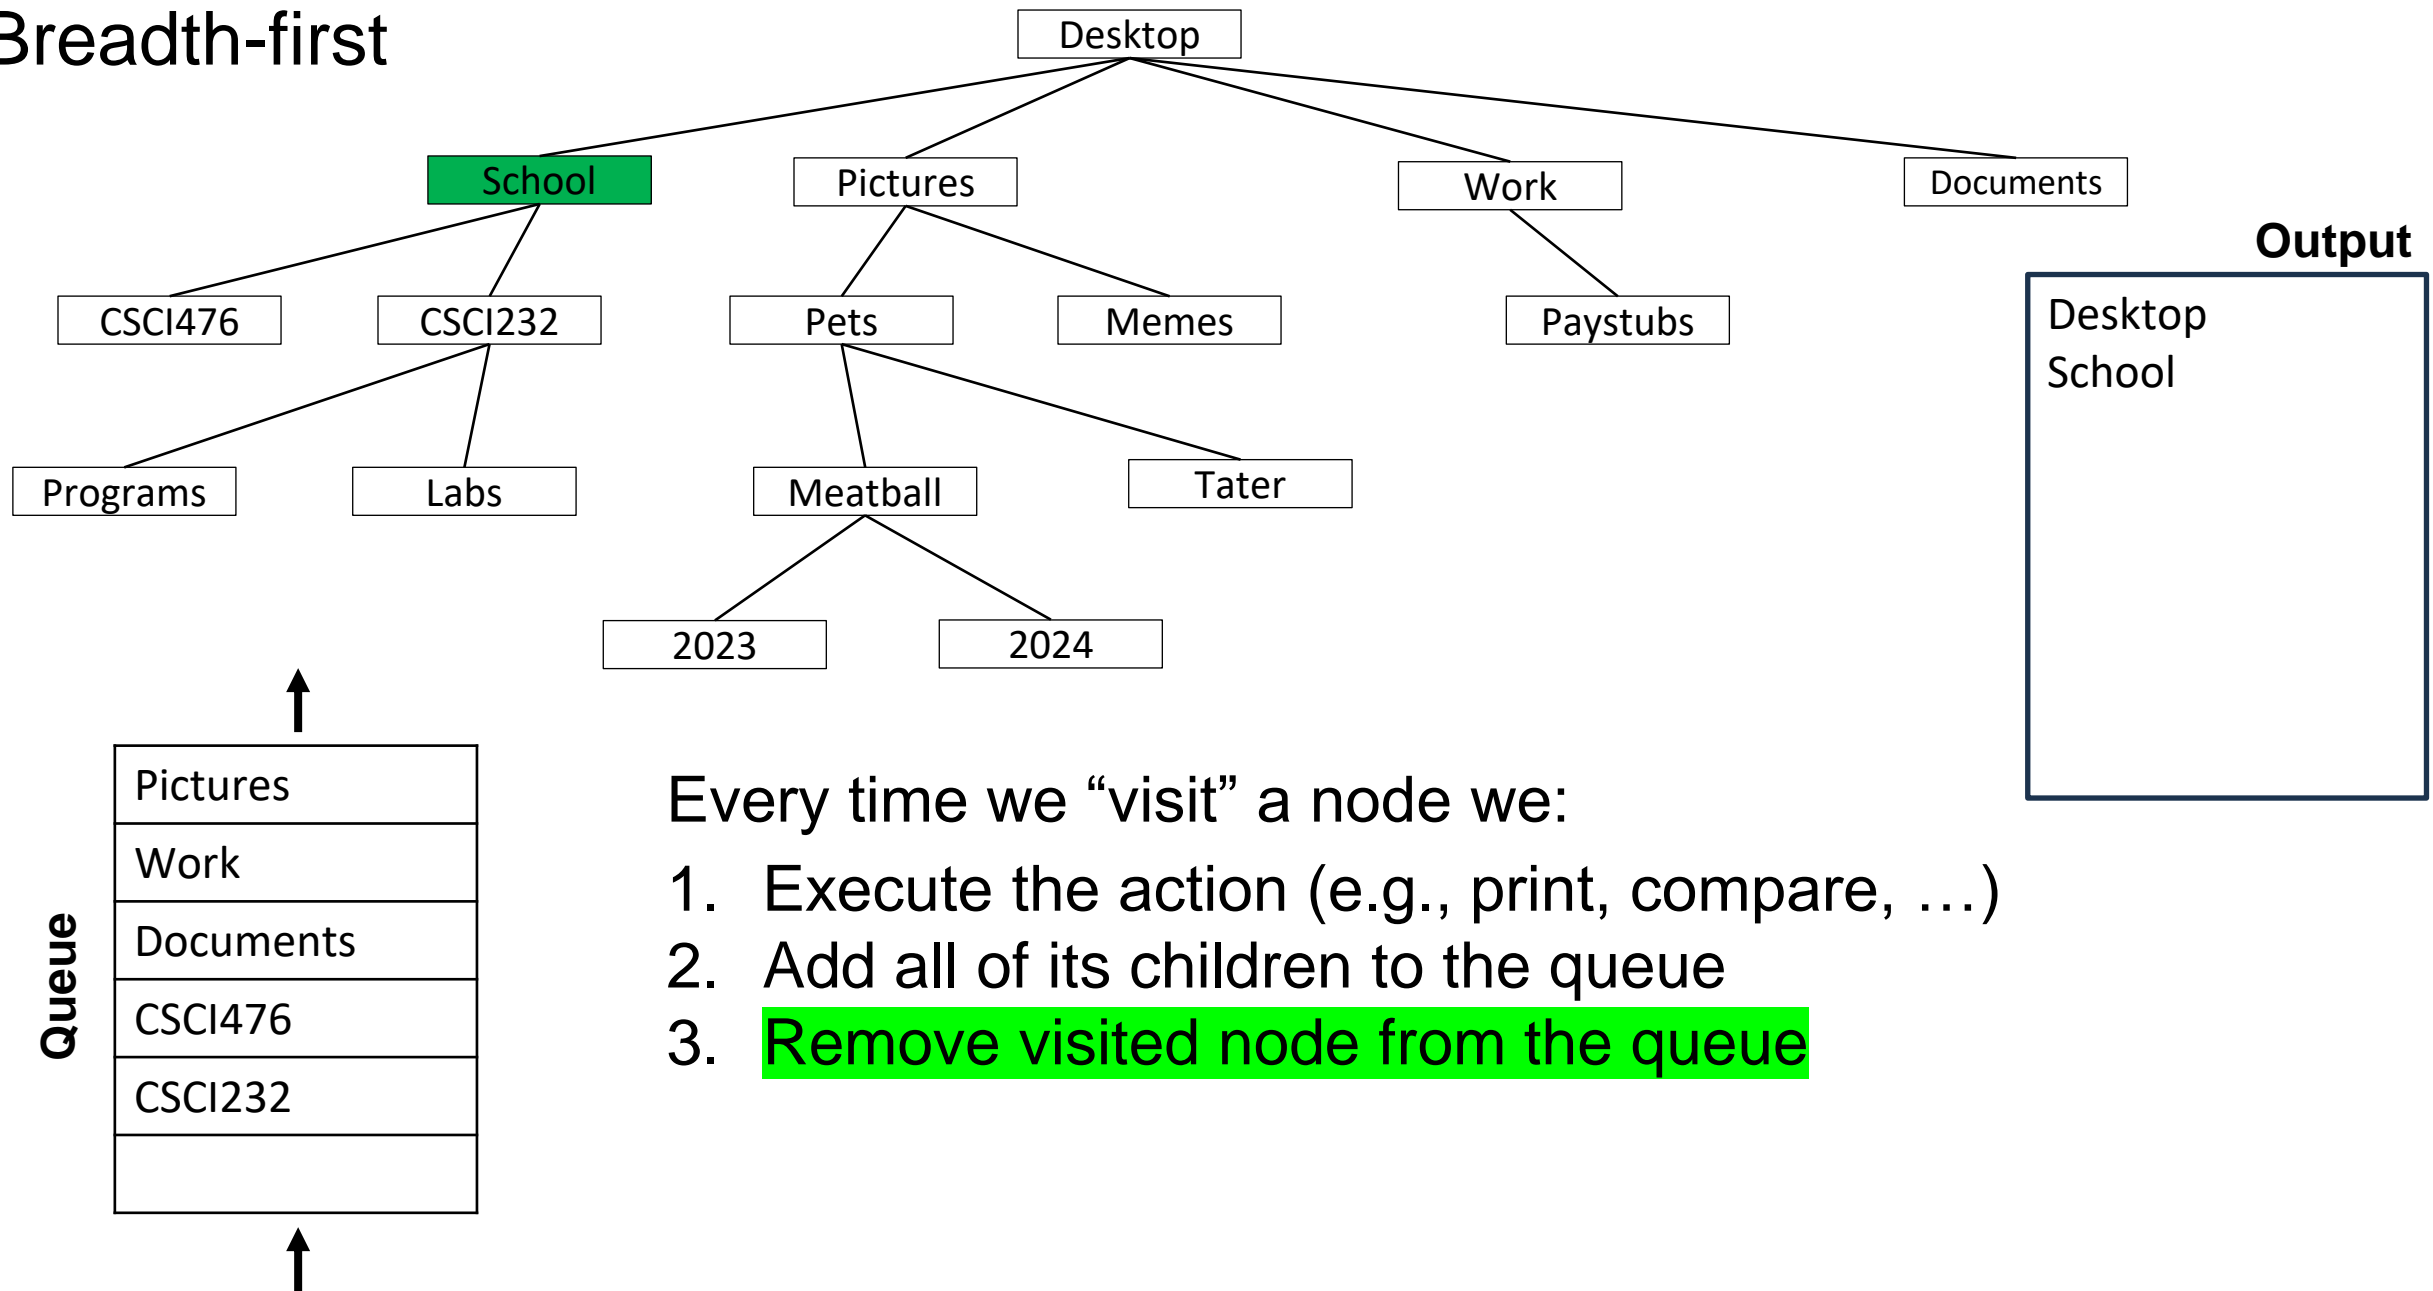 Breadth-first
Desktop
School
Pictures
Work
Documents
CSCI476
CSCI232
Pets
Memes
Paystubs
Programs
Labs
Meatball
Tater
2023
2024
Output
Desktop
School
Queue
Pictures
Work
Documents
CSCI476
CSCI232
Every time we “visit” a node we:
1. Execute the action (e.g., print, compare, …)
2. Add all of its children to the queue
3. Remove visited node from the queue